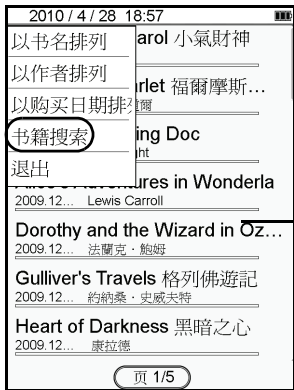 2010 / 4 / 28 18:57
以书名排列
arol 小氣財神
以作者排列
rlet 福爾摩斯…
以购买日期排
爾
书籍搜索
ing Doc
ght
退出
Alice's Adventures in Wonderla
2009.12... Lewis Carroll
Dorothy and the Wizard in Oz…
2009.12... 法蘭克·鮑姆
Gulliver's Travels 格列佛遊記
2009.12... 約納桑·史威夫特
Heart of Darkness 黑暗之心
2009.12... 康拉德
页 1/5